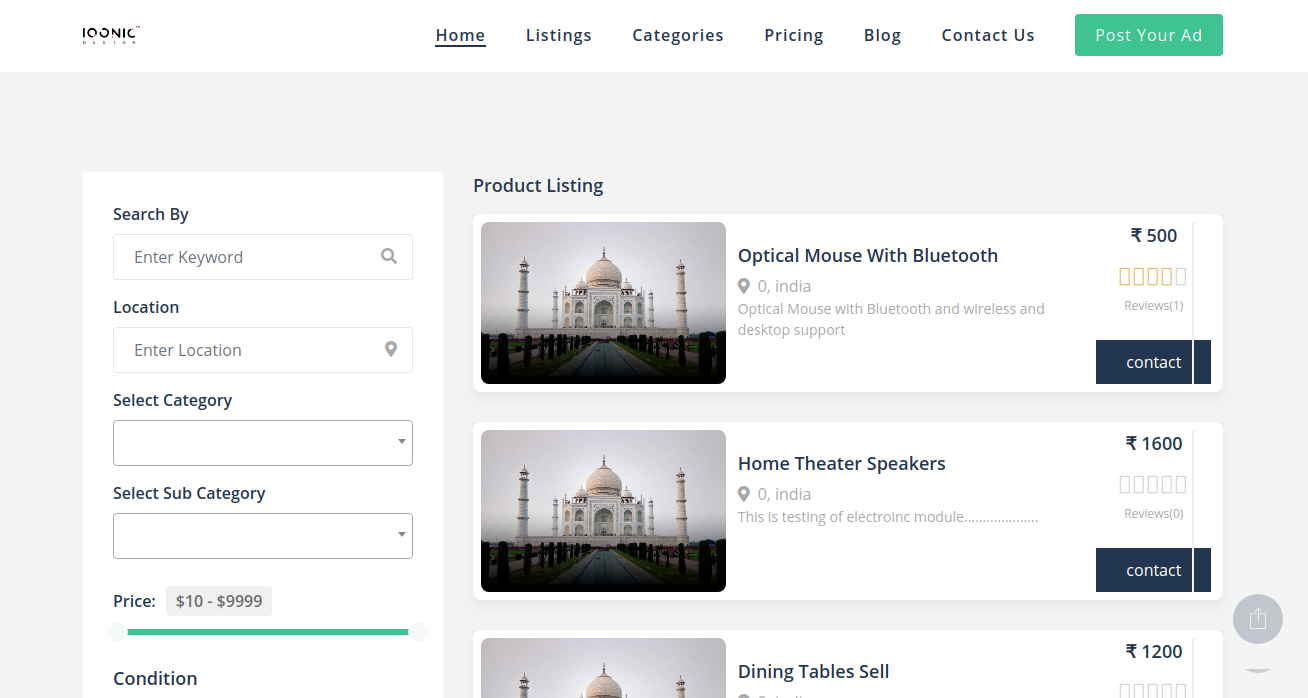 IQONIC™
DESIGN
Home Listings Categories Pricing Blog Contact Us Post Your Ad
Search By
Enter Keyword
Location
Enter Location
Select Category
Select Sub Category
Price: $10 - $9999
Condition
Product Listing
Optical Mouse With Bluetooth
0, india
Optical Mouse with Bluetooth and wireless and
desktop support
₹ 500
Reviews(1)
contact
Home Theater Speakers
0, india
This is testing of electroinc module....................
₹ 1600
Reviews(0)
contact
Dining Tables Sell
₹ 1200